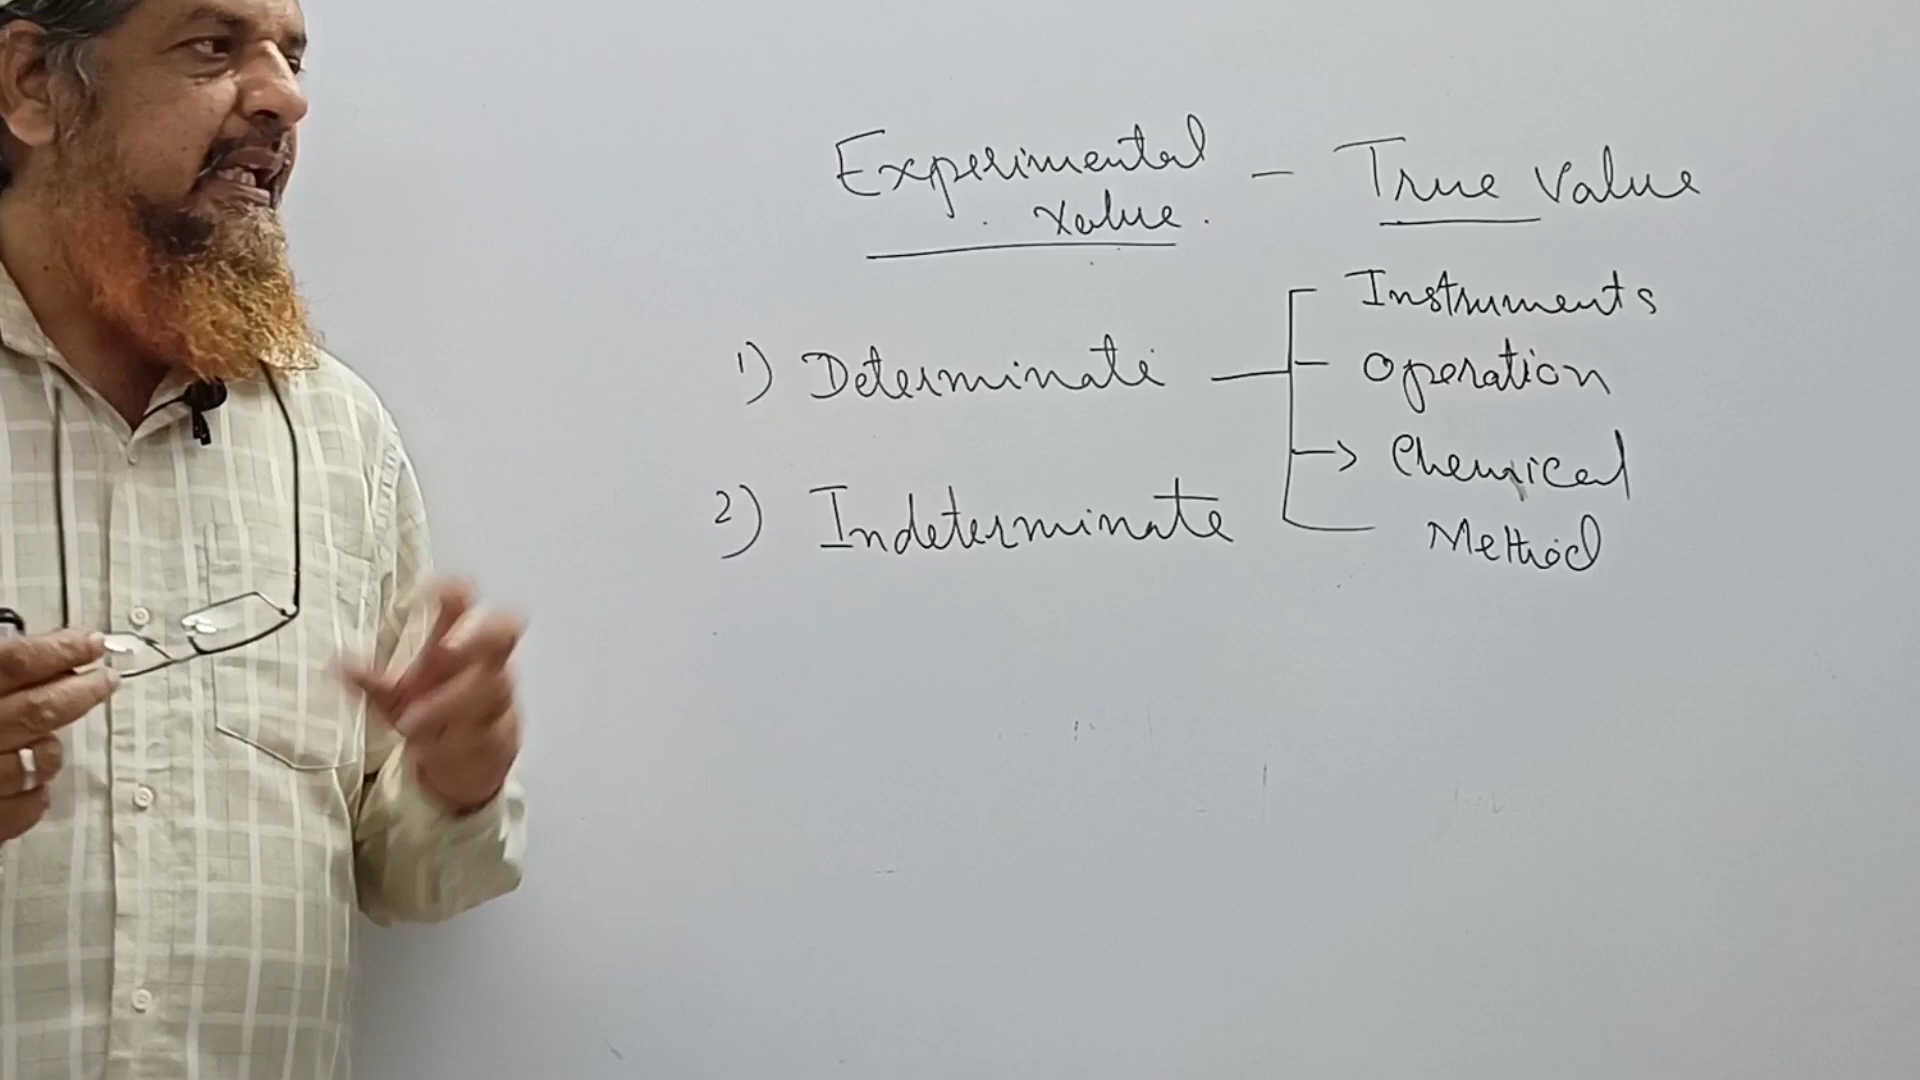 Experimental – True Value
Value.
1) Determinate
Instruments
Operation
→ Chemical
Method
2) Indeterminate